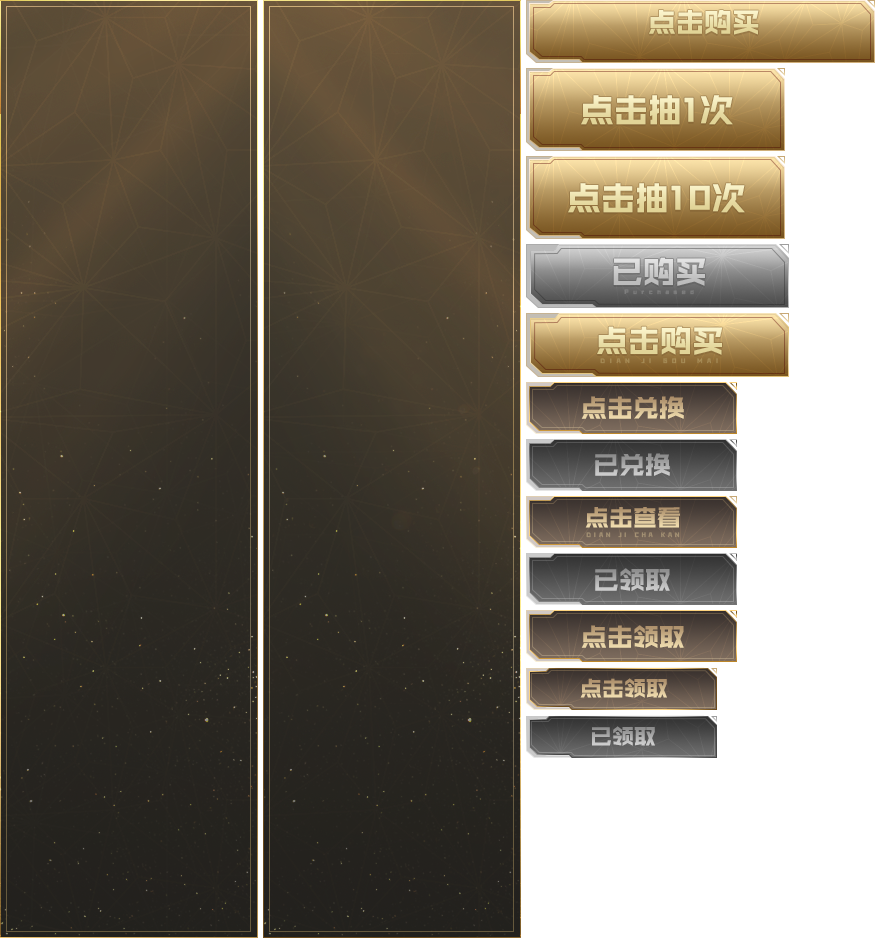 点击购买
点击抽1次
点击抽10次
已购买
Purchased
点击购买
DIAN JI GOU MAI
点击兑换
已兑换
点击查看
DIAN JI CHA KAN
已领取
点击领取
点击领取
已领取